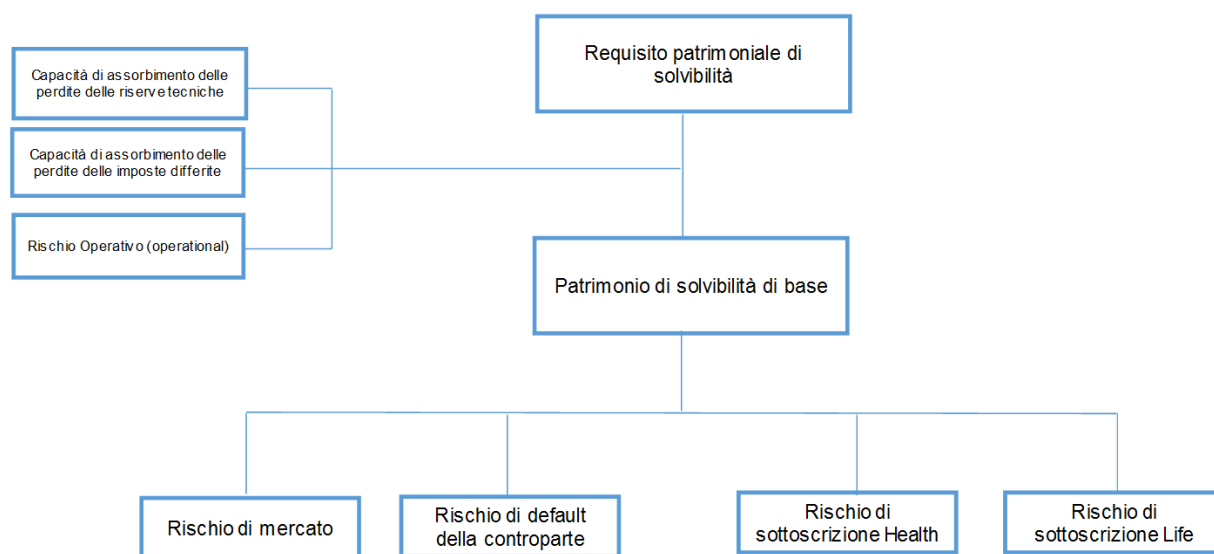 Requisito patrimoniale di
solvibilità
Capacità di assorbimento delle
perdite delle riserve tecniche
Capacità di assorbimento delle
perdite delle imposte differite
Rischio Operativo (operational)
Patrimonio di solvibilità di base
Rischio di mercato
Rischio di default
della controparte
Rischio di
sottoscrizione Health
Rischio di
sottoscrizione Life